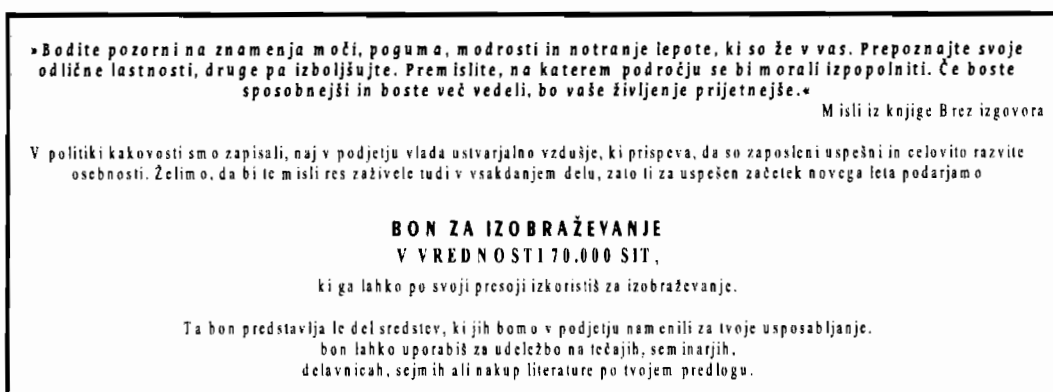 »Bodite pozorni na znamenja moči, poguma, modrosti in notranje lepote, ki so že v vas. Prepoznajte svoje
odlične lastnosti, druge pa izboljšujte. Premislite, na katerem področju se bi morali izpopolniti. Če boste
sposobnejši in boste več vedeli, bo vaše življenje prijetnejše.«
Misli iz knjige Brez izgovora
V politiki kakovosti smo zapisali, naj v podjetju vlada ustvarjalno vzdušje, ki prispeva, da so zaposleni uspešni in celovito razvite
osebnosti. Želimo, da bi te misli res zaživele tudi v vsakdanjem delu, zato ti za uspešen začetek novega leta podarjamo
BON ZA IZOBRAŽEVANJE
V VREDNOSTI 70.000 SIT,
ki ga lahko po svoji presoji izkoristiš za izobraževanje.
Ta bon predstavlja le del sredstev, ki jih bomo v podjetju namenili za tvoje usposabljanje.
bon lahko uporabiš za udeležbo na tečajih, seminarjih,
delavnicah, sejmih ali nakup literature po tvojem predlogu.